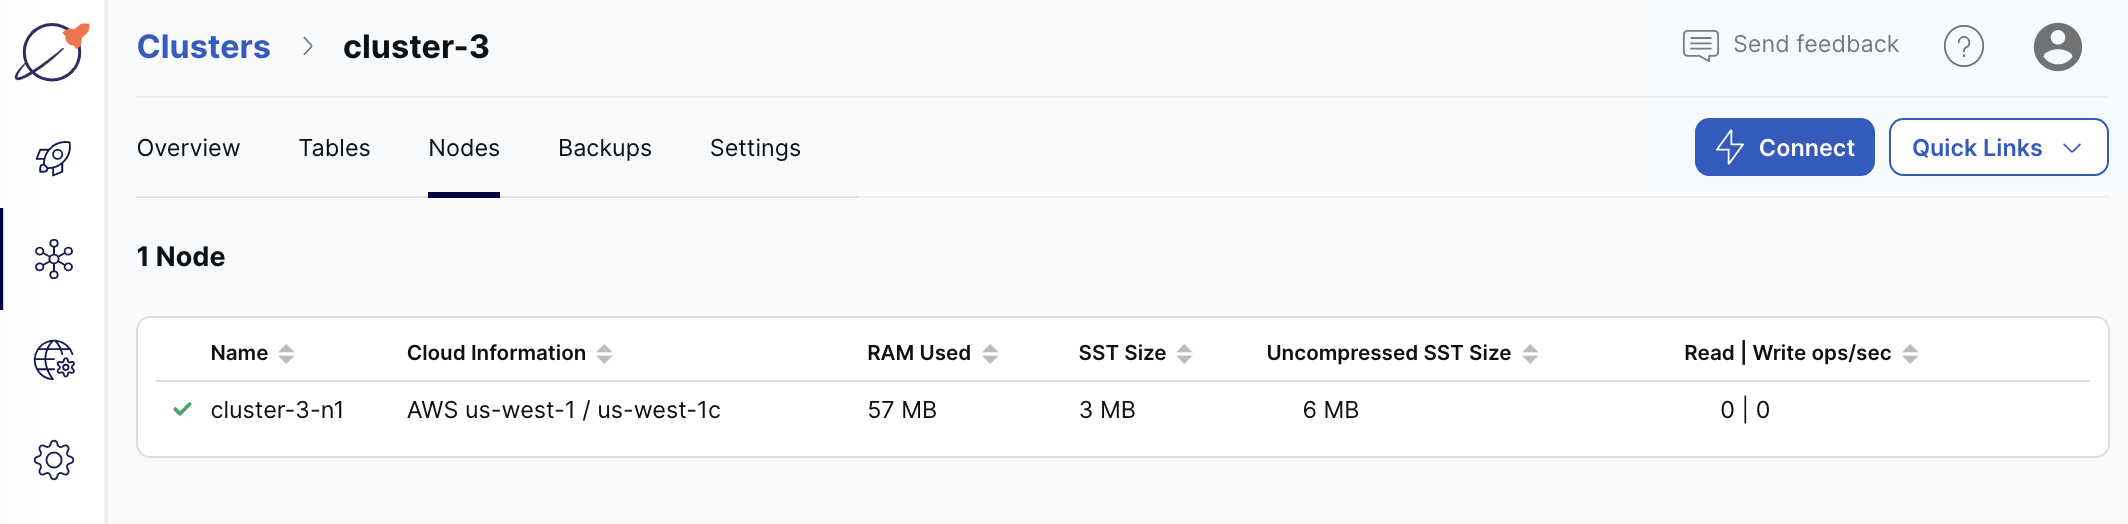 Clusters > cluster-3
Send feedback
?
Overview Tables Nodes Backups Settings
Connect Quick Links
1 Node
Name Cloud Information RAM Used SST Size Uncompressed SST Size Read | Write ops/sec
cluster-3-n1 AWS us-west-1 / us-west-1c 57 MB 3 MB 6 MB 0 | 0